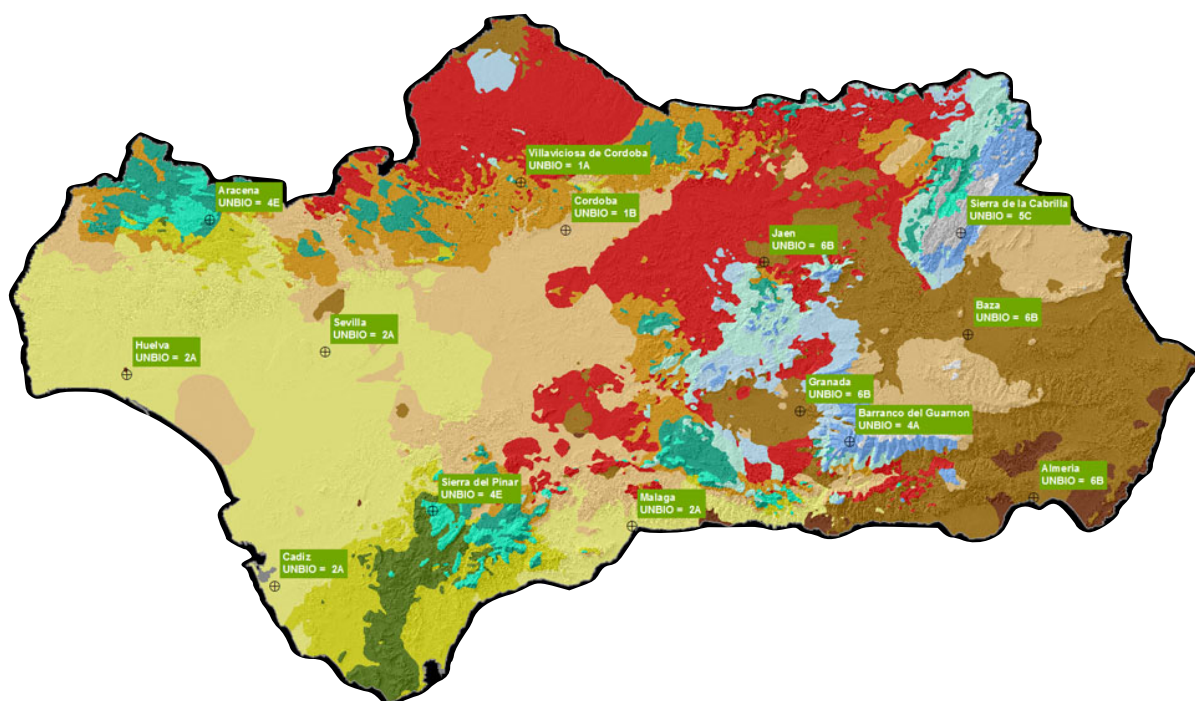 Villaviciosa de Cordoba
UNBIO = 1A
Aracena
UNBIO = 4E
Cordoba
UNBIO = 1B
Sierra de la Cabrilla
UNBIO = 5C
Jaen
UNBIO = 6B
Baza
UNBIO = 6B
Sevilla
UNBIO = 2A
Huelva
UNBIO = 2A
Granada
UNBIO = 6B
Barranco del Guarnon
UNBIO = 4A
Almeria
UNBIO = 6B
Sierra del Pinar
UNBIO = 4E
Malaga
UNBIO = 2A
Cadiz
UNBIO = 2A